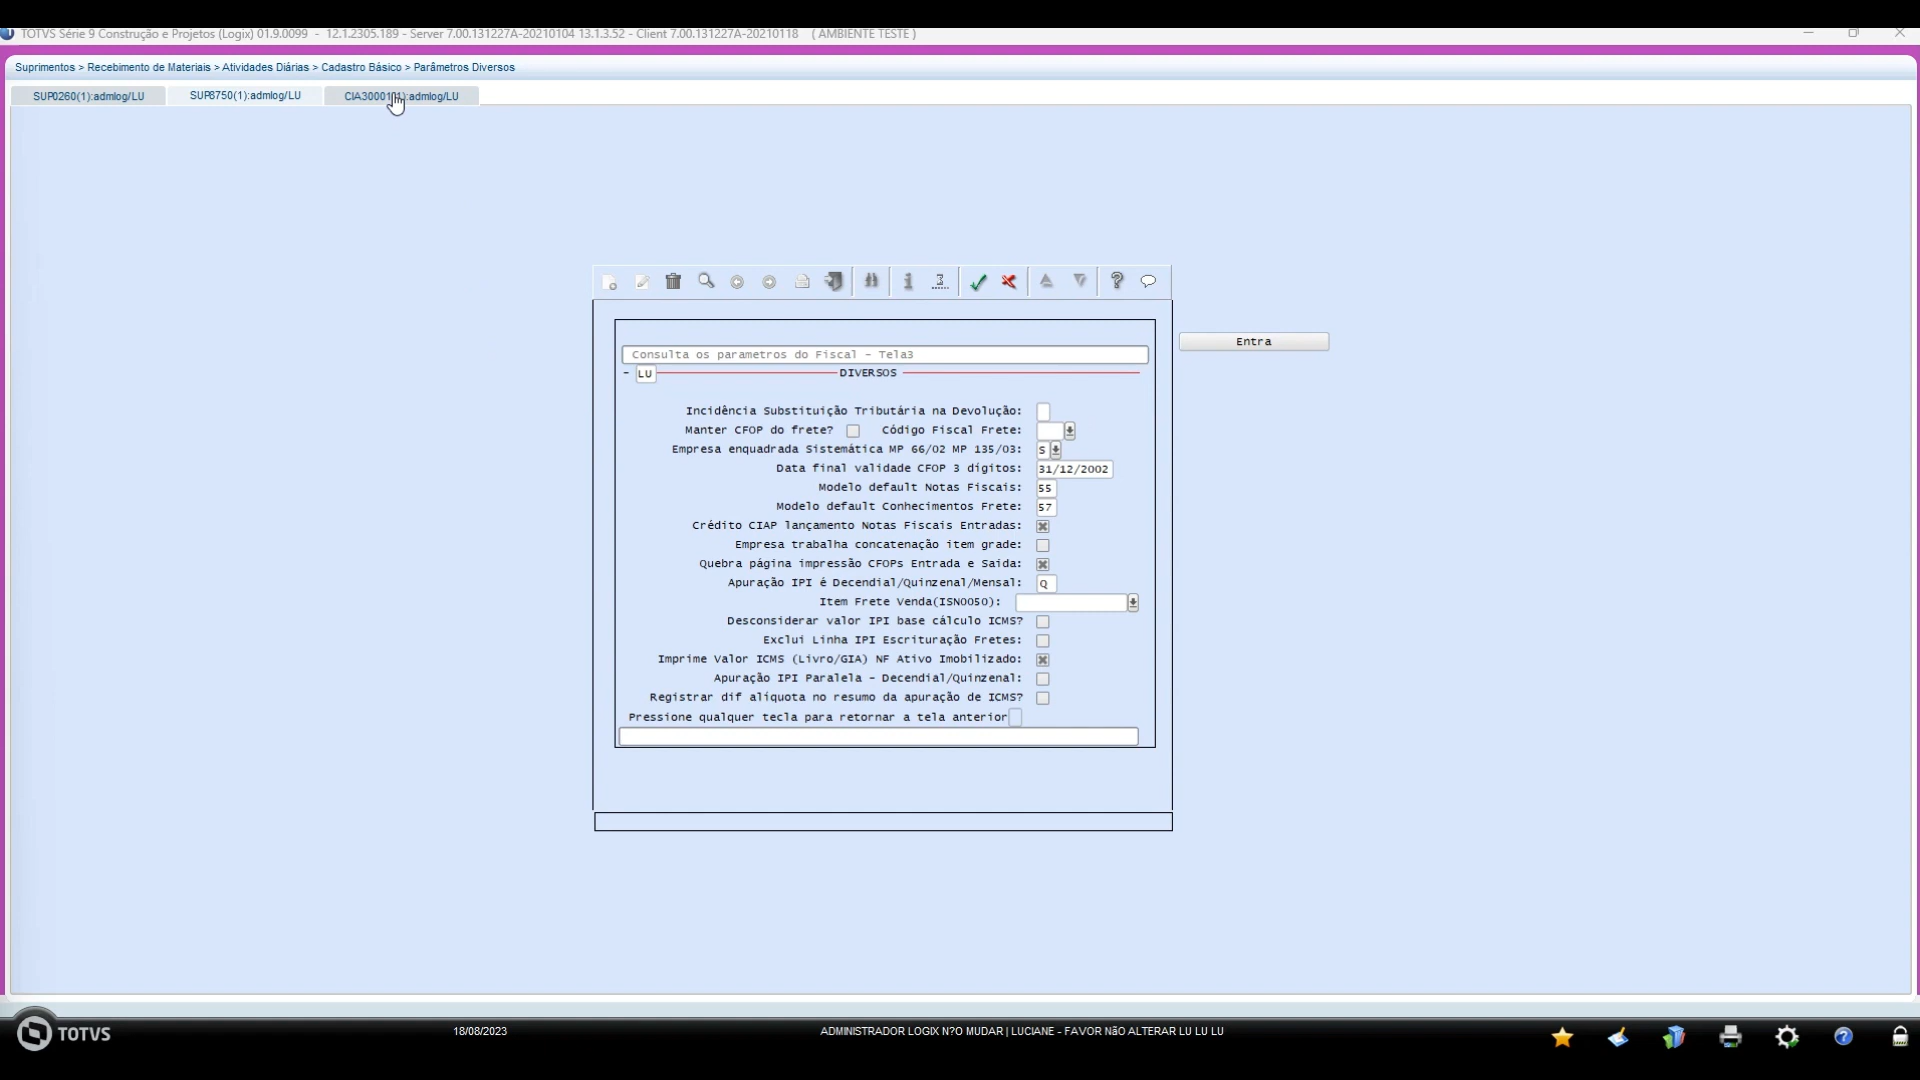 TOTVS Série 9 Construção e Projetos (Logix) 01.9.0099 - 12.1.2305.189 - Server 7.00.131227A-20210104 13.1.3.52 - Client 7.00.131227A-20210118 ( AMBIENTE TESTE )
Suprimentos > Recebimento de Materiais > Atividades Diárias > Cadastro Básico > Parâmetros Diversos
SUP0260(1):admlog/LU SUP8750(1):admlog/LU CIA3000(1):admlog/LU
Entra
Consulta os parametros do Fiscal - Tela3
- LU DIVERSOS
Incidência Substituição Tributária na Devolução:
Manter CFOP do frete? Código Fiscal Frete:
Empresa enquadrada Sistemática MP 66/02 MP 135/03: S
Data final validade CFOP 3 dígitos: 31/12/2002
Modelo default Notas Fiscais: 55
Modelo default Conhecimentos Frete: 57
Crédito CIAP lançamento Notas Fiscais Entradas:
Empresa trabalha concatenação item grade:
Quebra página impressão CFOPs Entrada e Saída:
Apuração IPI é Decendial/Quinzenal/Mensal: Q
Item Frete Venda(ISN0050):
Desconsiderar valor IPI base cálculo ICMS?
Exclui Linha IPI Escrituração Fretes:
Imprime Valor ICMS (Livro/GIA) NF Ativo Imobilizado:
Apuração IPI Paralela - Decendial/Quinzenal:
Registrar dif aliquota no resumo da apuração de ICMS?
Pressione qualquer tecla para retornar a tela anterior
TOTVS 18/08/2023 ADMINISTRADOR LOGIX N?O MUDAR | LUCIANE - FAVOR NãO ALTERAR LU LU LU